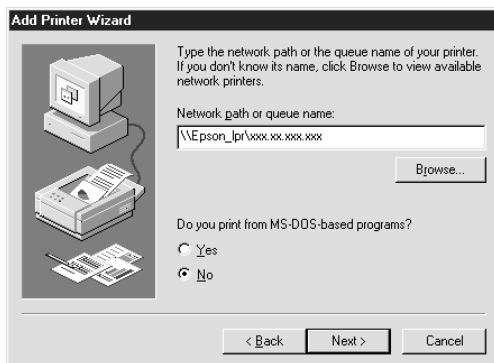 Add Printer Wizard
Type the network path or the queue name of your printer.
If you don't know its name, click Browse to view available
network printers.
Network path or queue name:
\\Epson_lpr\xxx.xx.xxx.xxx
Browse...
Do you print from MS-DOS-based programs?
Yes
No
< Back
Next >
Cancel